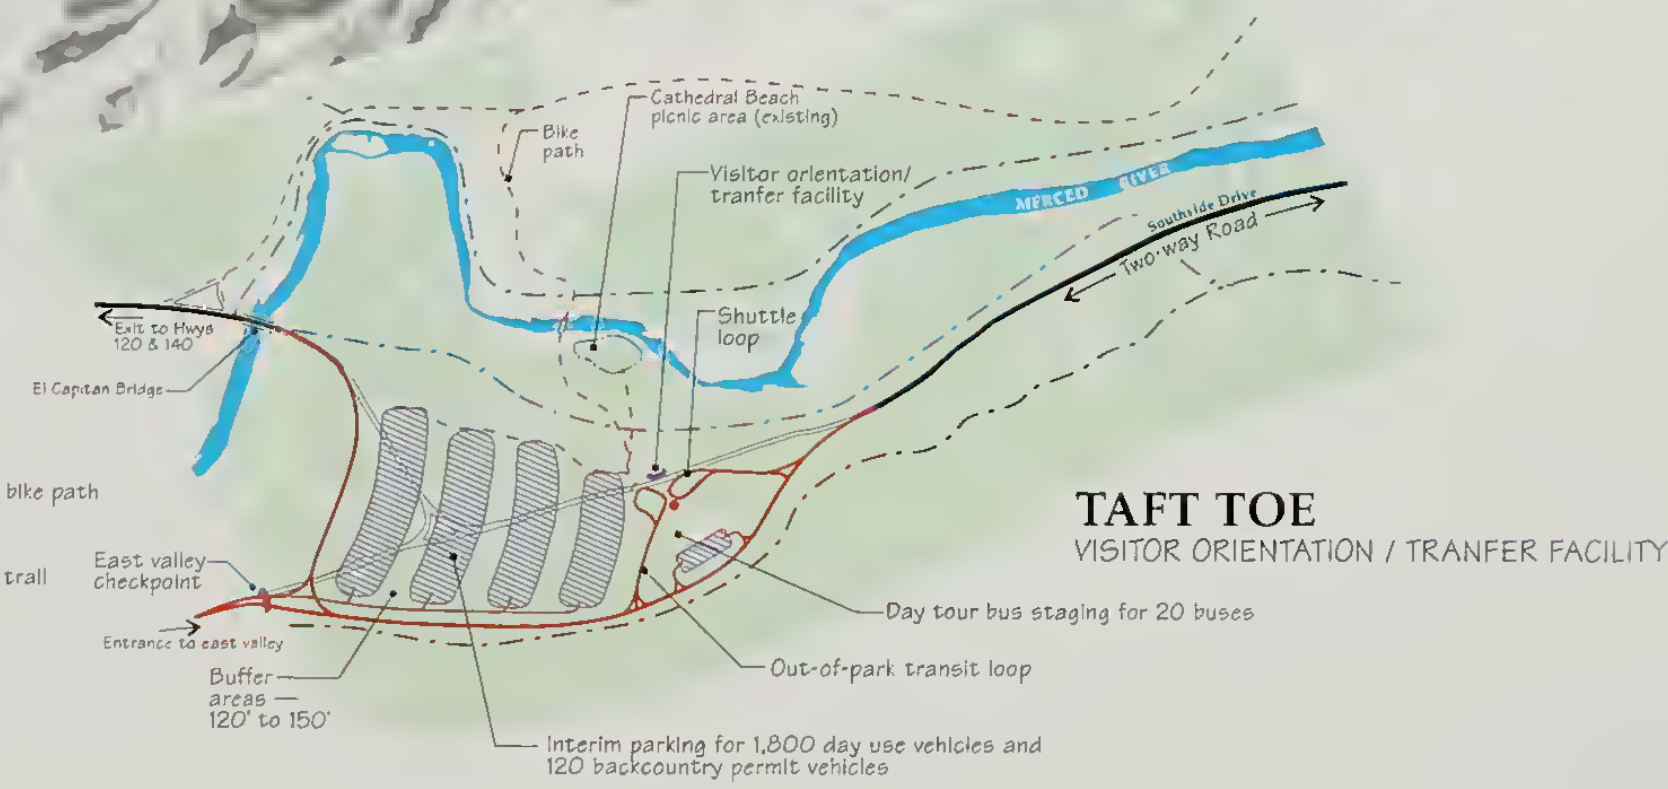 Cathedral Beach
picnic area (existing)
Bike
path
Visitor orientation/
tranfer facility
MERCED RIVER
Southside Drive
Two-way Road
Shuttle
loop
Exit to Hwys
120 & 140
El Capitan Bridge
bike path
TAFT TOE
VISITOR ORIENTATION / TRANFER FACILITY
East valley
checkpoint
trail
Day tour bus staging for 20 buses
Entrance to east valley
Out-of-park transit loop
Buffer
areas —
120' to 150'
Interim parking for 1,800 day use vehicles and
120 backcountry permit vehicles